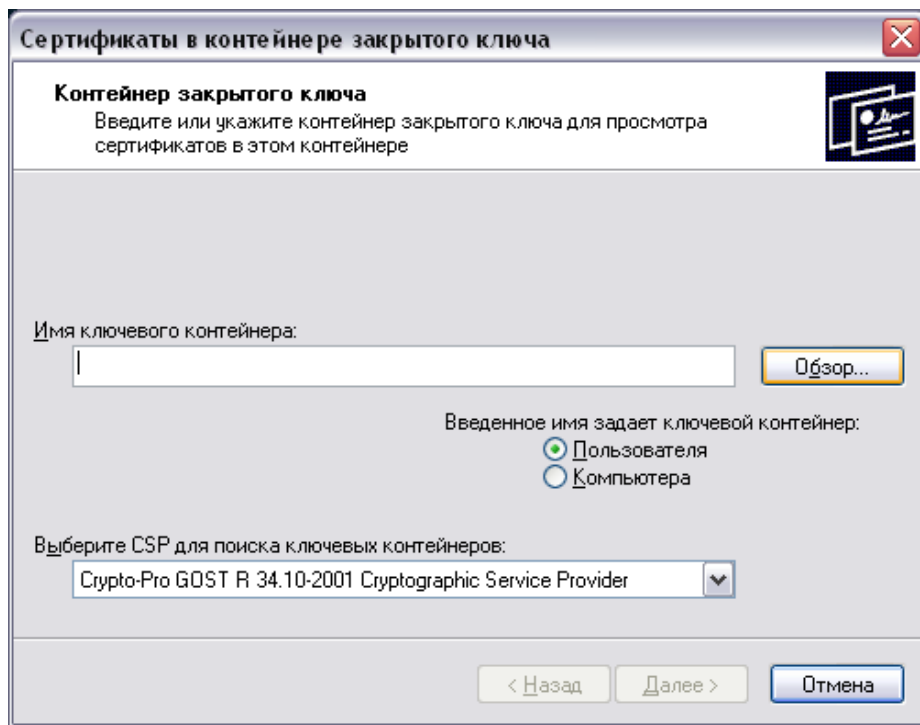 Сертификаты в контейнере закрытого ключа
Контейнер закрытого ключа
Введите или укажите контейнер закрытого ключа для просмотра
сертификатов в этом контейнере
Имя ключевого контейнера:
Обзор...
Введенное имя задает ключевой контейнер:
Пользователя
Компьютера
Выберите CSP для поиска ключевых контейнеров:
Crypto-Pro GOST R 34.10-2001 Cryptographic Service Provider
< Назад Далее > Отмена